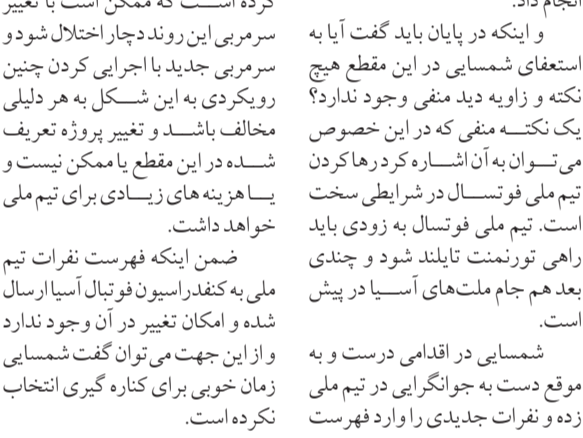 انجام داد.
و اینکه در پایان باید گفت آیا به
استعفای شمسایی در این مقطع هیچ
نکته و زاویه دید منفی وجود ندارد؟
یک نکته منفی که در این خصوص
می‌توان به آن اشاره کرد رها کردن
تیم ملی فوتسال در شرایطی سخت
است. تیم ملی فوتسال به زودی باید
راهی تورنمنت تایلند شود و چندی
بعد هم جام ملت‌های آسیا در پیش
است.
شمسایی در اقدامی درست و به
موقع دست به جوانگرایی در تیم ملی
زده و نفرات جدیدی را وارد فهرست
کرده است که ممکن است با تغییر
سرمربی این روند دچار اختلال شود و
سرمربی جدید با اجرایی کردن چنین
رویکردی به این شکل به هر دلیلی
مخالف باشد و تغییر پروژه تعریف
شده در این مقطع یا ممکن نیست و
یا هزینه های زیادی برای تیم ملی
خواهد داشت.
ضمن اینکه فهرست نفرات تیم
ملی به کنفدراسیون فوتبال آسیا ارسال
شده و امکان تغییر در آن وجود ندارد
و از این جهت می توان گفت شمسایی
زمان خوبی برای کناره گیری انتخاب
نکرده است.